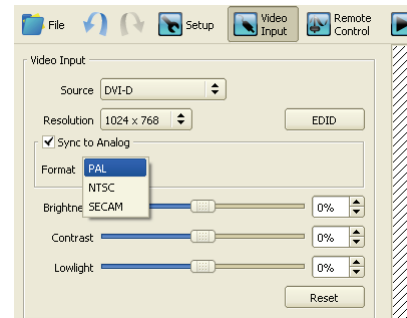 File Setup Video Input Remote Control
Video Input
Source DVI-D
Resolution 1024 x 768 EDID
Sync to Analog
Format PAL
NTSC
SECAM
Brightne 0%
Contrast 0%
Lowlight 0%
Reset